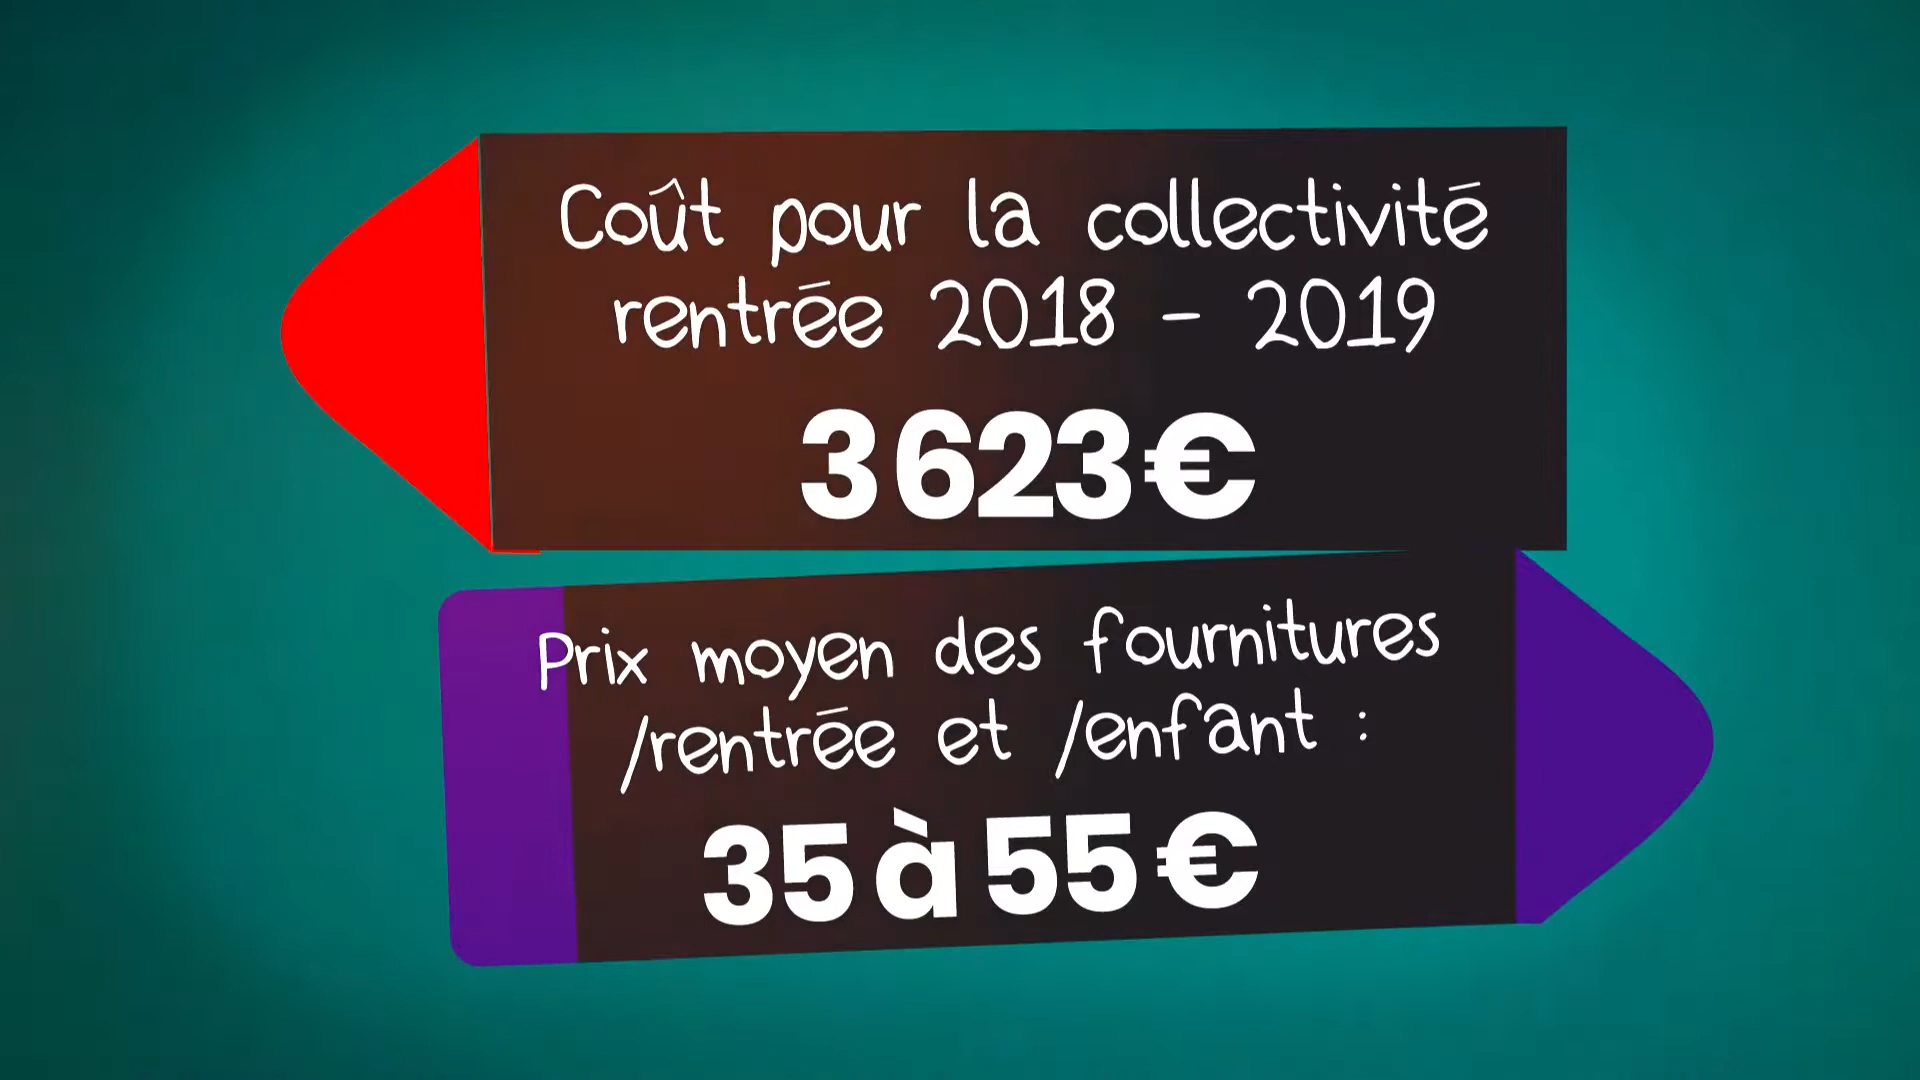 Coût pour la collectivité
rentrée 2018 - 2019
3 623 €
Prix moyen des fournitures
/rentrée et /enfant :
35 à 55 €